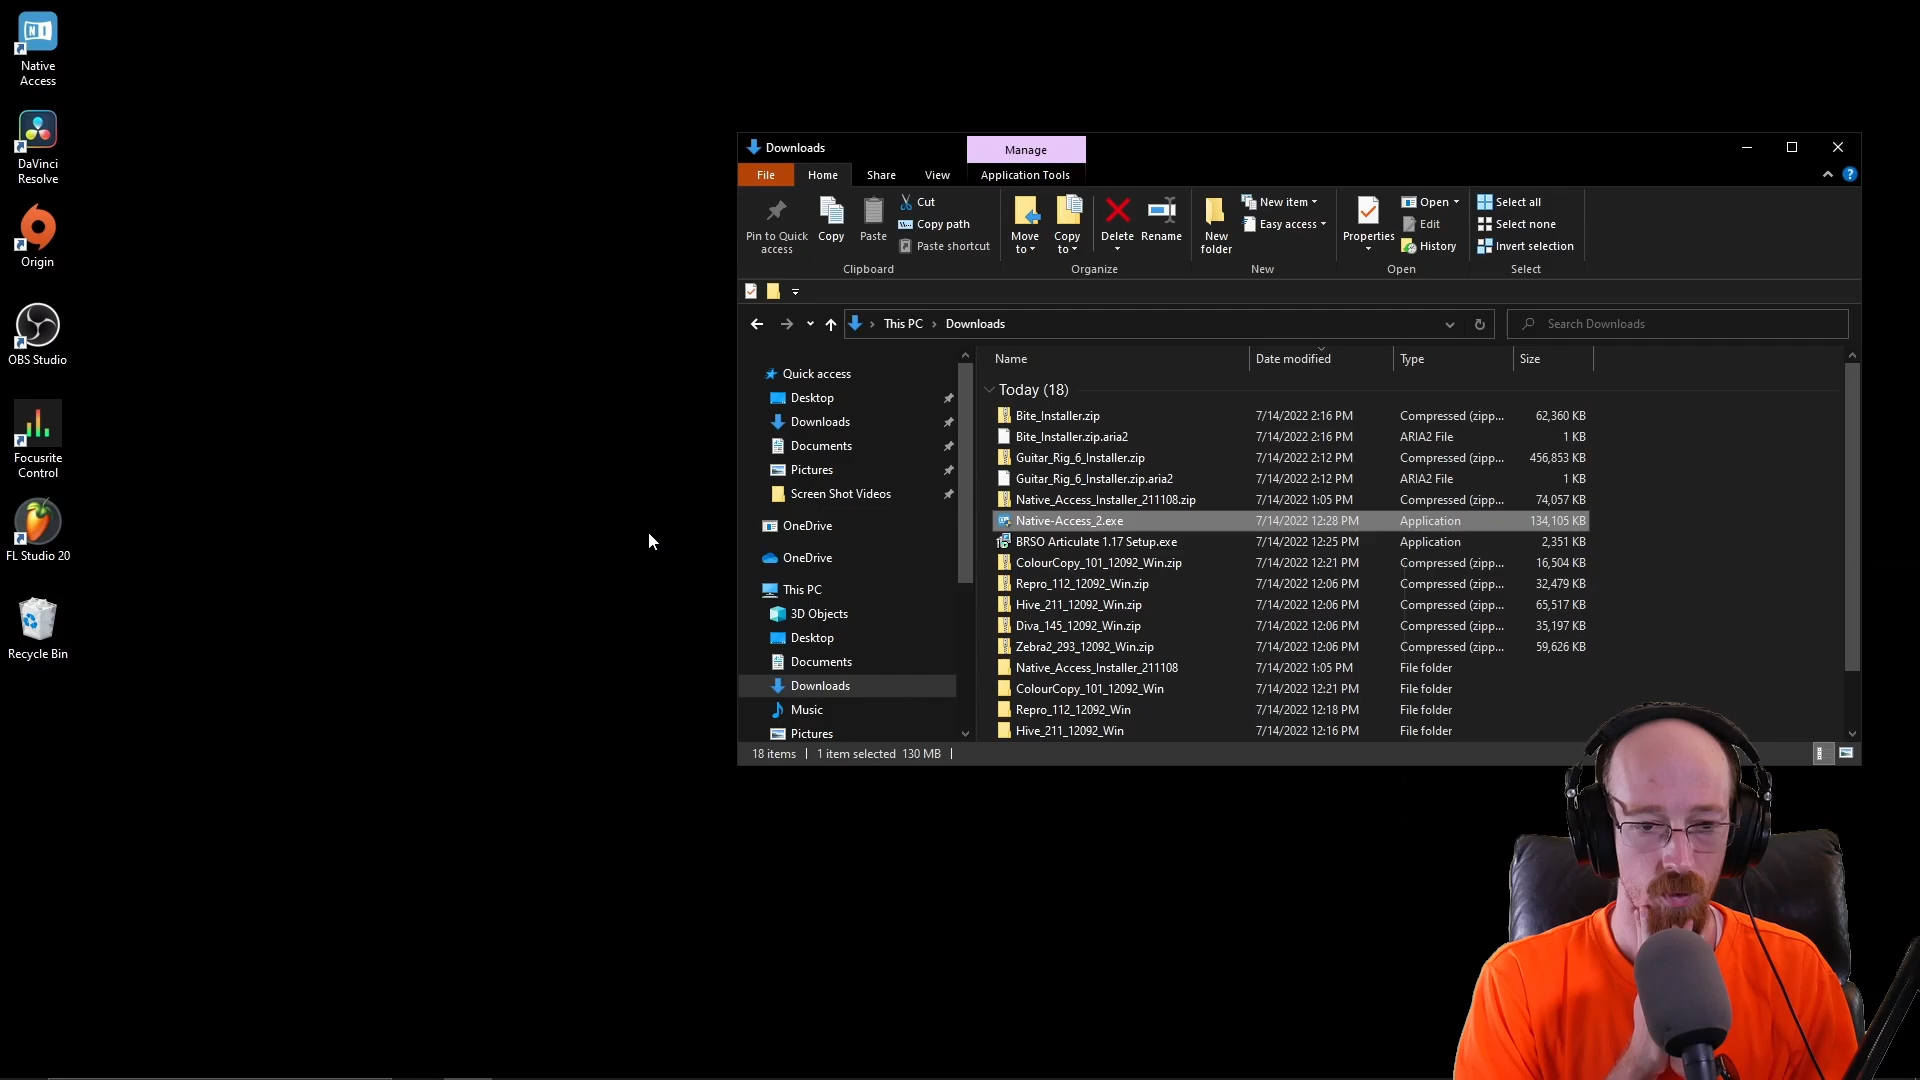 Native
Access
DaVinci
Resolve
Origin
OBS Studio
Focusrite
Control
FL Studio 20
Recycle Bin
Downloads
Manage
File
Home
Share
View
Application Tools
Pin to Quick
access
Copy
Paste
Cut
Copy path
Paste shortcut
Clipboard
Move
to
Copy
to
Delete
Rename
Organize
New
folder
New item
Easy access
New
Properties
Open
Edit
History
Open
Select all
Select none
Invert selection
Select
This PC > Downloads
Search Downloads
Quick access
Desktop
Downloads
Documents
Pictures
Screen Shot Videos
OneDrive
OneDrive
This PC
3D Objects
Desktop
Documents
Downloads
Music
Pictures
Name Date modified Type Size
Today (18)
Bite_Installer.zip 7/14/2022 2:16 PM Compressed (zipp... 62,360 KB
Bite_Installer.zip.aria2 7/14/2022 2:16 PM ARIA2 File 1 KB
Guitar_Rig_6_Installer.zip 7/14/2022 2:12 PM Compressed (zipp... 456,853 KB
Guitar_Rig_6_Installer.zip.aria2 7/14/2022 2:12 PM ARIA2 File 1 KB
Native_Access_Installer_211108.zip 7/14/2022 1:05 PM Compressed (zipp... 74,057 KB
Native-Access_2.exe 7/14/2022 12:28 PM Application 134,105 KB
BRSO Articulate 1.17 Setup.exe 7/14/2022 12:25 PM Application 2,351 KB
ColourCopy_101_12092_Win.zip 7/14/2022 12:21 PM Compressed (zipp... 16,504 KB
Repro_112_12092_Win.zip 7/14/2022 12:06 PM Compressed (zipp... 32,479 KB
Hive_211_12092_Win.zip 7/14/2022 12:06 PM Compressed (zipp... 65,517 KB
Diva_145_12092_Win.zip 7/14/2022 12:06 PM Compressed (zipp... 35,197 KB
Zebra2_293_12092_Win.zip 7/14/2022 12:06 PM Compressed (zipp... 59,626 KB
Native_Access_Installer_211108 7/14/2022 1:05 PM File folder
ColourCopy_101_12092_Win 7/14/2022 12:21 PM File folder
Repro_112_12092_Win 7/14/2022 12:18 PM File folder
Hive_211_12092_Win 7/14/2022 12:16 PM File folder
18 items | 1 item selected 130 MB |